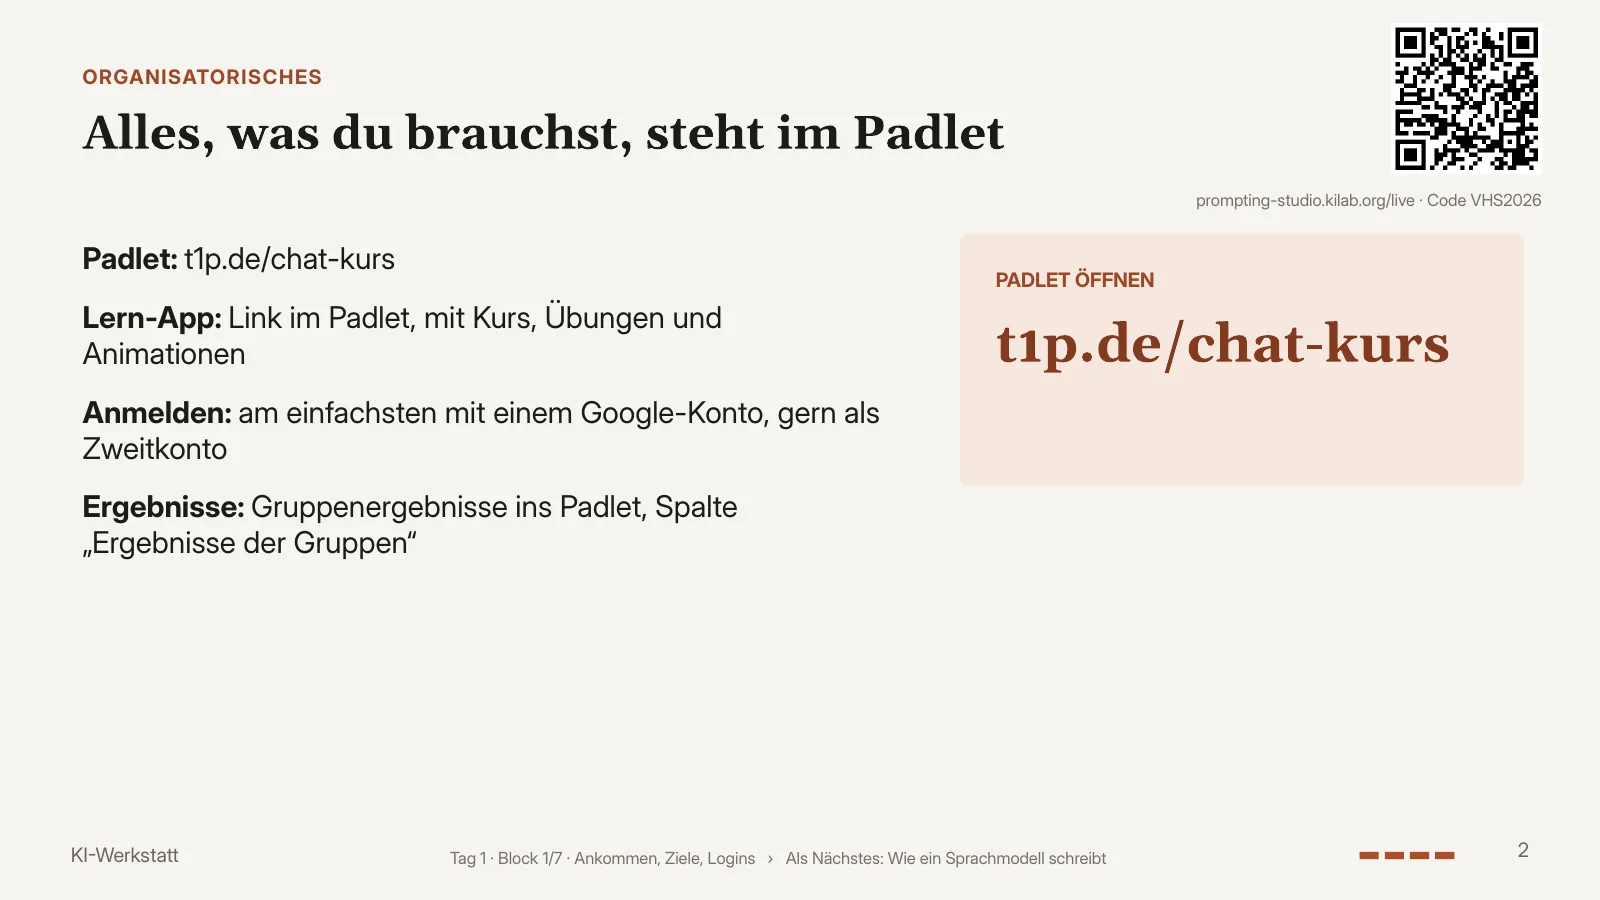 ORGANISATORISCHES
Alles, was du brauchst, steht im Padlet
prompting-studio.kilab.org/live · Code VHS2026
Padlet: t1p.de/chat-kurs
Lern-App: Link im Padlet, mit Kurs, Übungen und
Animationen
Anmelden: am einfachsten mit einem Google-Konto, gern als
Zweitkonto
Ergebnisse: Gruppenergebnisse ins Padlet, Spalte
„Ergebnisse der Gruppen“
PADLET ÖFFNEN
t1p.de/chat-kurs
KI-Werkstatt
Tag 1 · Block 1/7 · Ankommen, Ziele, Logins › Als Nächstes: Wie ein Sprachmodell schreibt
2